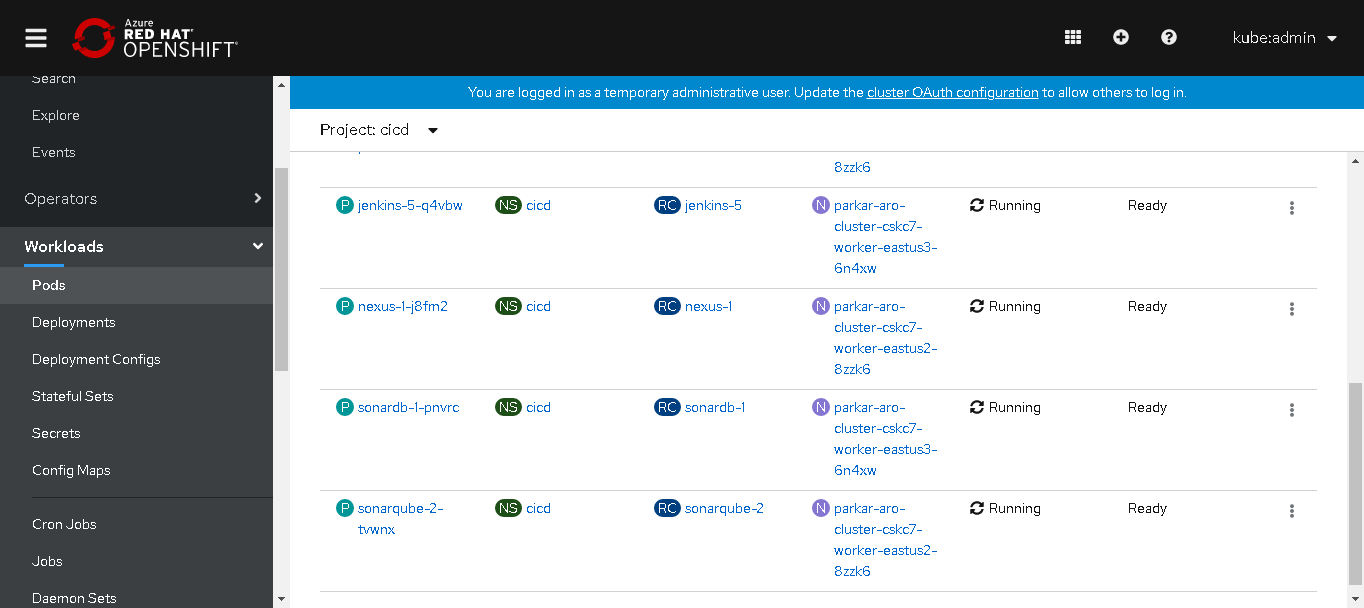 Azure
RED HAT
OPENSHIFT
kube:admin
You are logged in as a temporary administrative user. Update the cluster OAuth configuration to allow others to log in.
Project: cicd
Search
Explore
Events
Operators
Workloads
Pods
Deployments
Deployment Configs
Stateful Sets
Secrets
Config Maps
Cron Jobs
Jobs
Daemon Sets
8zzk6
P jenkins-5-q4vbw NS cicd RC jenkins-5 N parkar-aro- Running Ready
cluster-cskc7-
worker-eastus3-
6n4xw
P nexus-1-j8fm2 NS cicd RC nexus-1 N parkar-aro- Running Ready
cluster-cskc7-
worker-eastus2-
8zzk6
P sonardb-1-pnvrc NS cicd RC sonardb-1 N parkar-aro- Running Ready
cluster-cskc7-
worker-eastus3-
6n4xw
P sonarqube-2- NS cicd RC sonarqube-2 N parkar-aro- Running Ready
tvwnx cluster-cskc7-
worker-eastus2-
8zzk6